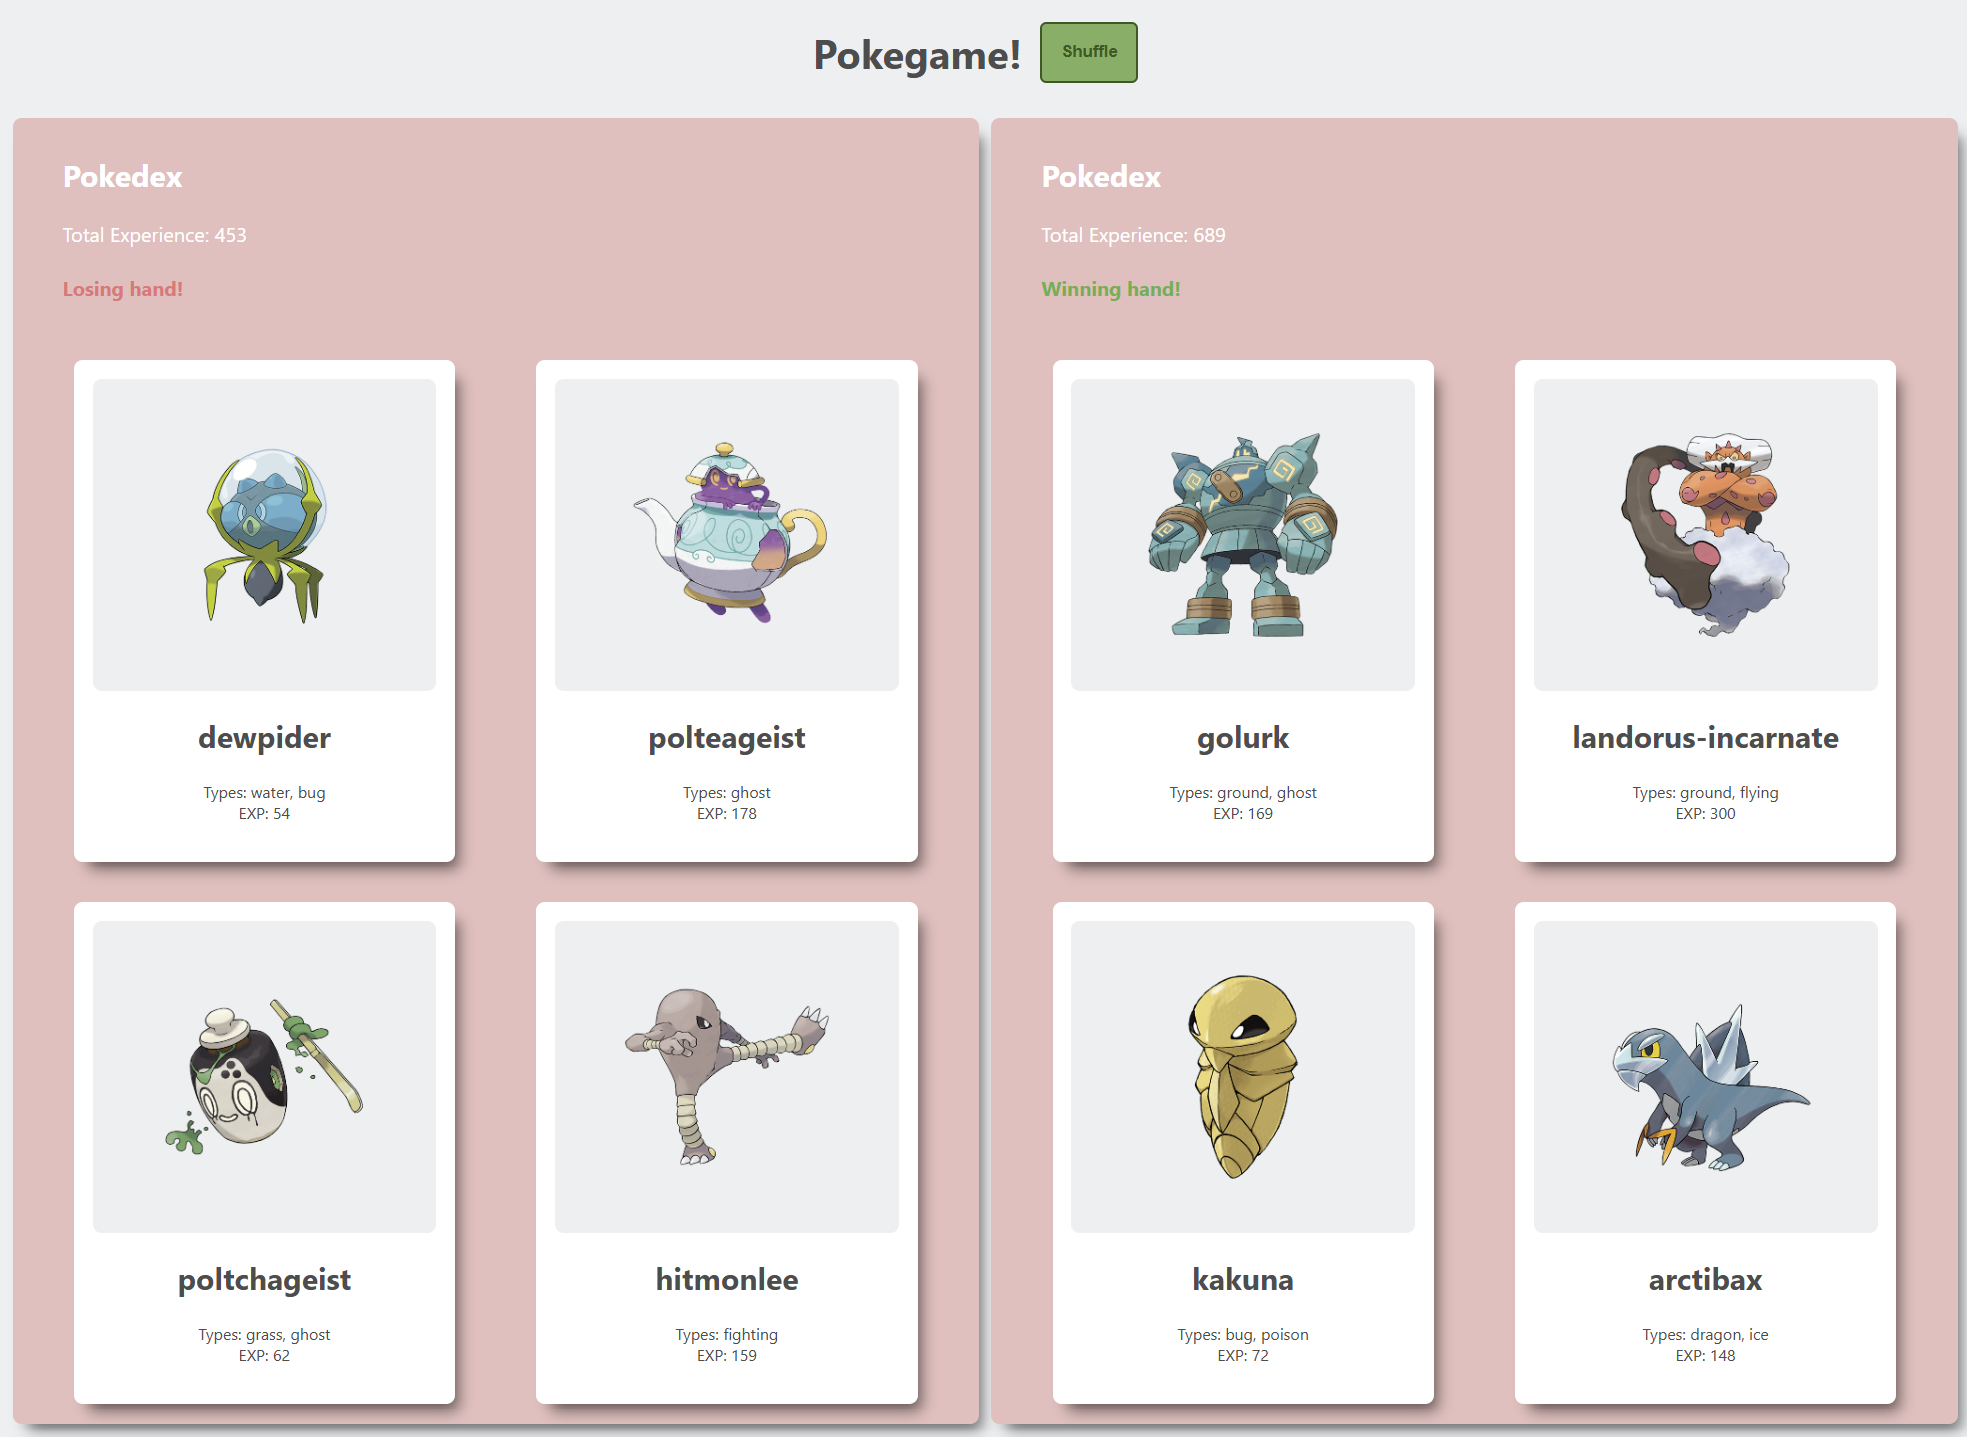 Pokegame!
Shuffle
Pokedex
Total Experience: 453
Losing hand!
dewpider
Types: water, bug
EXP: 54
polteageist
Types: ghost
EXP: 178
poltchageist
Types: grass, ghost
EXP: 62
hitmonlee
Types: fighting
EXP: 159
Pokedex
Total Experience: 689
Winning hand!
golurk
Types: ground, ghost
EXP: 169
landorus-incarnate
Types: ground, flying
EXP: 300
kakuna
Types: bug, poison
EXP: 72
arctibax
Types: dragon, ice
EXP: 148